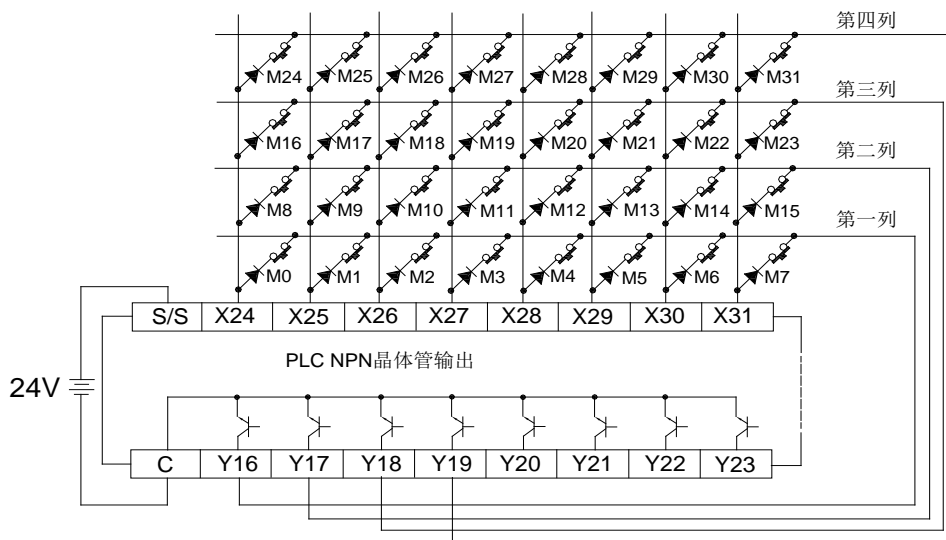 第四列
M24 M25 M26 M27 M28 M29 M30 M31
第三列
M16 M17 M18 M19 M20 M21 M22 M23
第二列
M8 M9 M10 M11 M12 M13 M14 M15
第一列
M0 M1 M2 M3 M4 M5 M6 M7
S/S X24 X25 X26 X27 X28 X29 X30 X31
PLC NPN晶体管输出
24V
C Y16 Y17 Y18 Y19 Y20 Y21 Y22 Y23